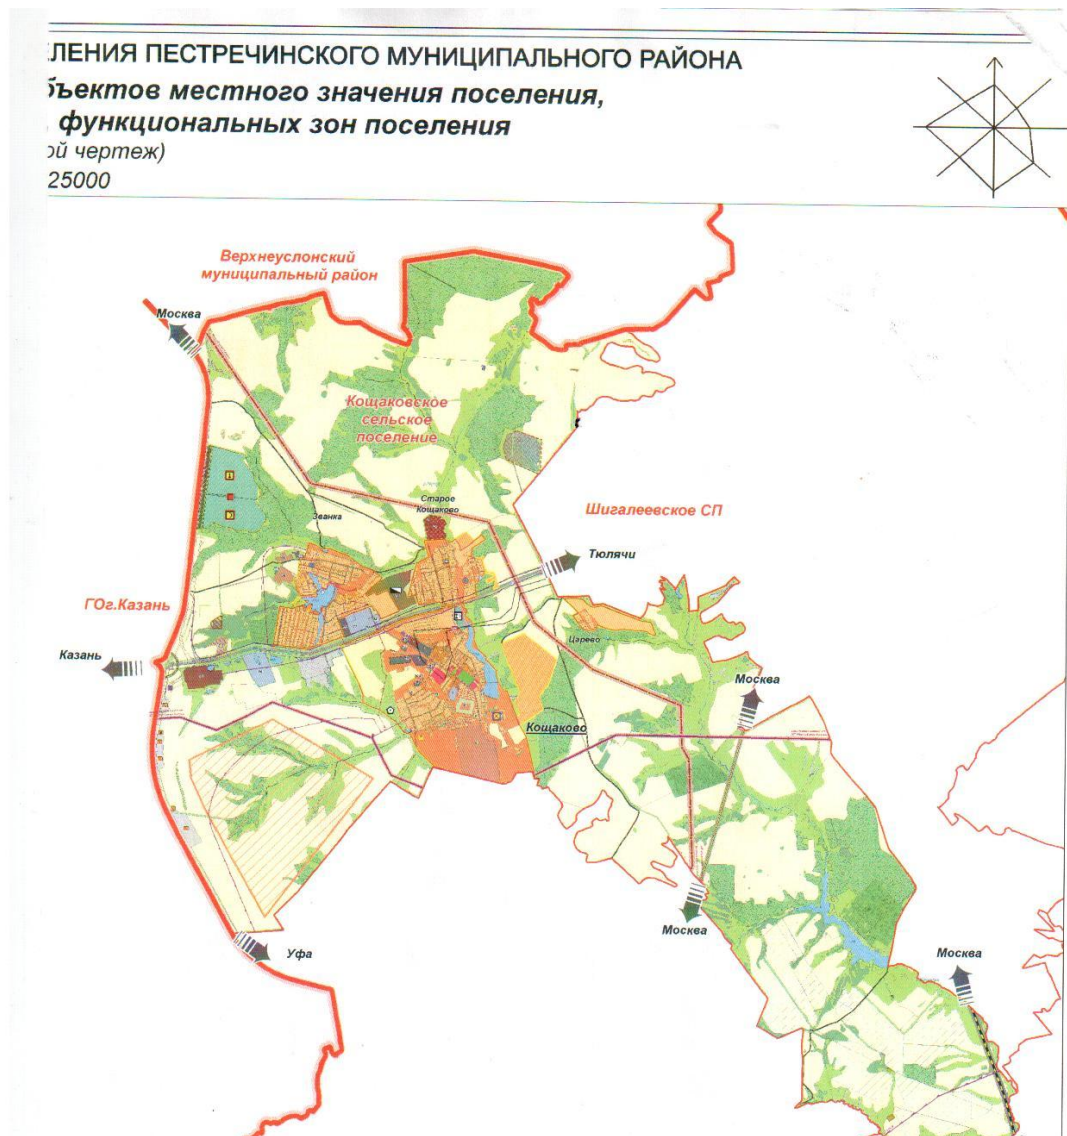 ЛЕНИЯ ПЕСТРЕЧИНСКОГО МУНИЦИПАЛЬНОГО РАЙОНА
бъектов местного значения поселения,
функциональных зон поселения
ой чертеж)
25000
Верхнеуслонский
муниципальный район
Москва
Кощаковское
сельское
поселение
Старое
Кощаково
Званка
Шигалеевское СП
Тюлячи
ГОг.Казань
Казань
Царево
Москва
Кощаково
Москва
Уфа
Москва